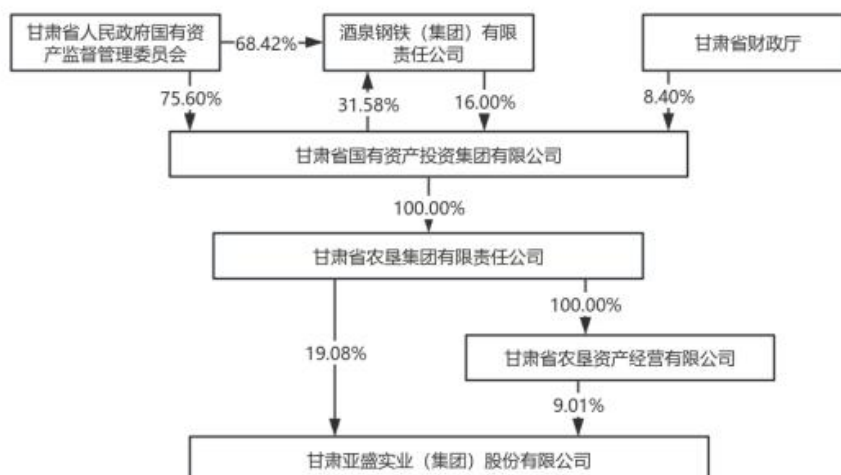 甘肃省人民政府国有资
产监督管理委员会
68.42%
酒泉钢铁（集团）有限
责任公司
甘肃省财政厅
75.60%
31.58%
16.00%
8.40%
甘肃省国有资产投资集团有限公司
100.00%
甘肃省农垦集团有限责任公司
100.00%
19.08%
甘肃省农垦资产经营有限公司
9.01%
甘肃亚盛实业（集团）股份有限公司